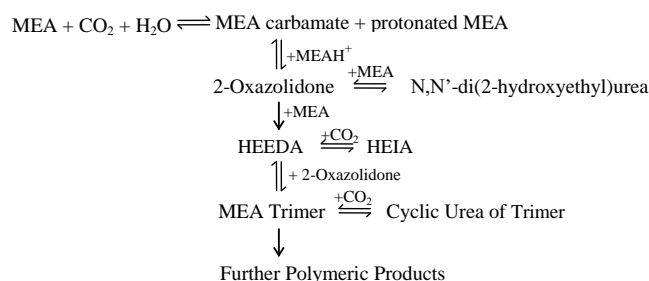 MEA + CO₂ + H₂O ⇌ MEA carbamate + protonated MEA
+MEAH⁺
2-Oxazolidone +MEA ⇌ N,N’-di(2-hydroxyethyl)urea
+MEA
HEEDA +CO₂ ⇌ HEIA
+ 2-Oxazolidone
MEA Trimer +CO₂ ⇌ Cyclic Urea of Trimer
Further Polymeric Products